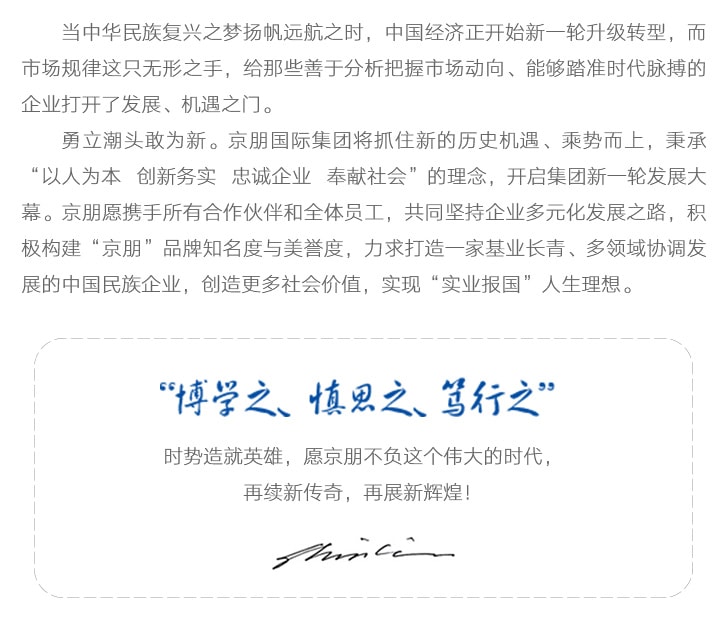 当中华民族复兴之梦扬帆远航之时，中国经济正开始新一轮升级转型，而
市场规律这只无形之手，给那些善于分析把握市场动向、能够踏准时代脉搏的
企业打开了发展、机遇之门。
勇立潮头敢为新。京朋国际集团将抓住新的历史机遇、乘势而上，秉承
“以人为本 创新务实 忠诚企业 奉献社会”的理念，开启集团新一轮发展大
幕。京朋愿携手所有合作伙伴和全体员工，共同坚持企业多元化发展之路，积
极构建“京朋”品牌知名度与美誉度，力求打造一家基业长青、多领域协调发
展的中国民族企业，创造更多社会价值，实现“实业报国”人生理想。
“博学之、慎思之、笃行之”
时势造就英雄，愿京朋不负这个伟大的时代，
再续新传奇，再展新辉煌！